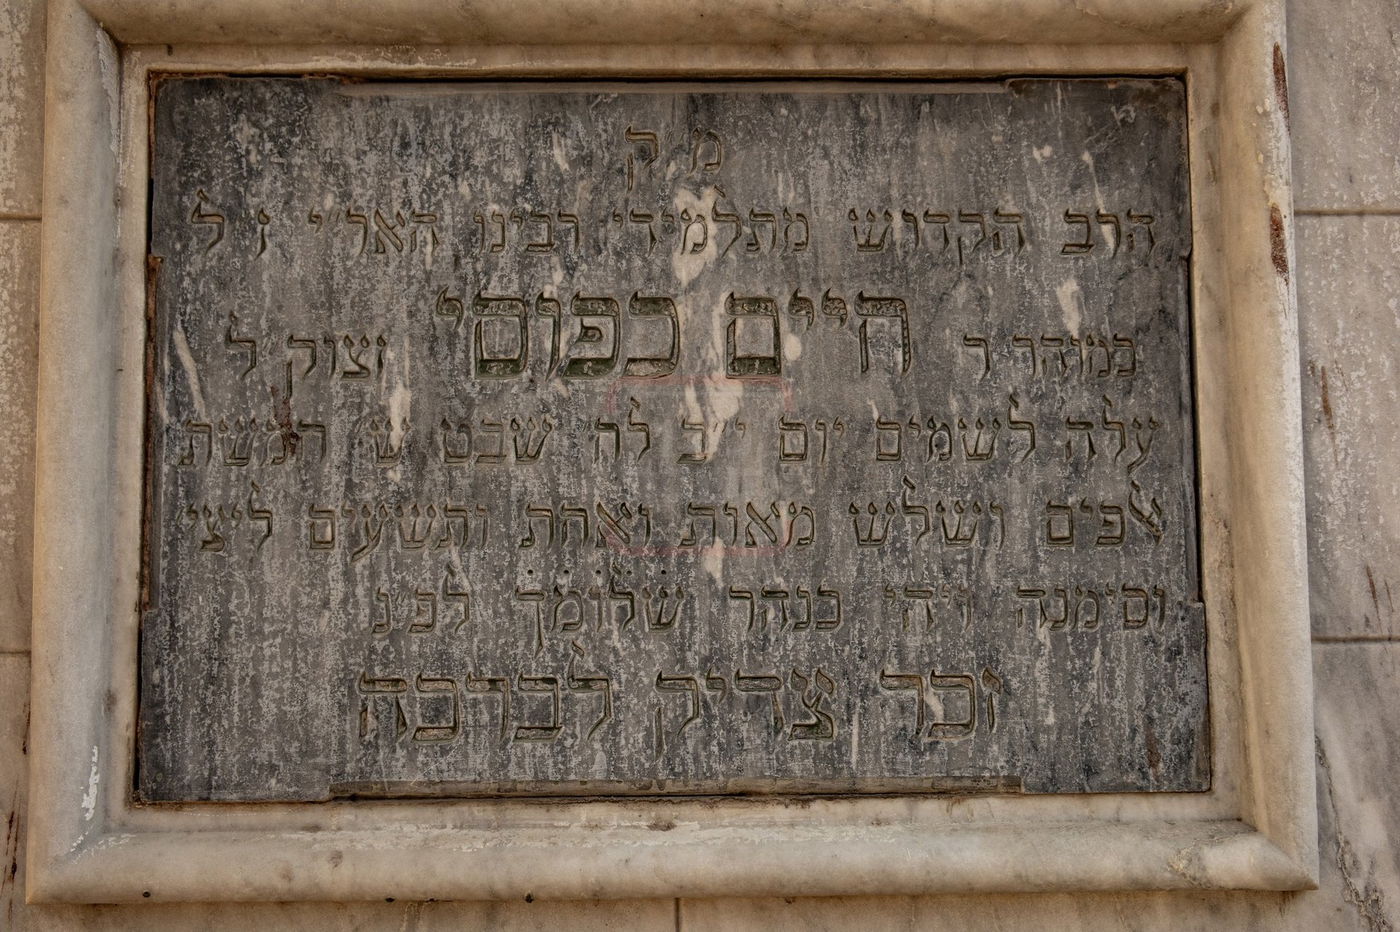 מ ק
הרב הקדוש מתלמידי רבינו האר״י ז״ל
כמוהר״ר חיים כפוסי זצוק״ל
עלה לשמים יום י״ב לח׳ שבט ש׳ חמשת
אלפים ושלש מאות ואחת ותשעים ליצי׳
וסימנה ויהי כנהר שלומך לפ״ג
זכר צדיק לברכה